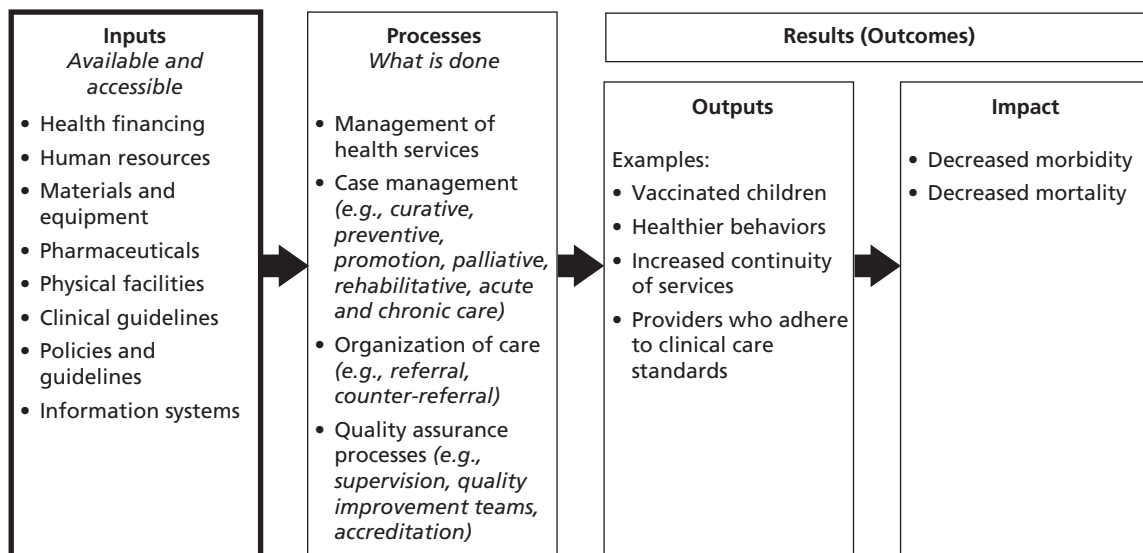 Inputs
Available and
accessible
• Health financing
• Human resources
• Materials and
equipment
• Pharmaceuticals
• Physical facilities
• Clinical guidelines
• Policies and
guidelines
• Information systems
Processes
What is done
• Management of
health services
• Case management
(e.g., curative,
preventive,
promotion, palliative,
rehabilitative, acute
and chronic care)
• Organization of care
(e.g., referral,
counter-referral)
• Quality assurance
processes (e.g.,
supervision, quality
improvement teams,
accreditation)
Results (Outcomes)
Outputs
Examples:
• Vaccinated children
• Healthier behaviors
• Increased continuity
of services
• Providers who adhere
to clinical care
standards
Impact
• Decreased morbidity
• Decreased mortality